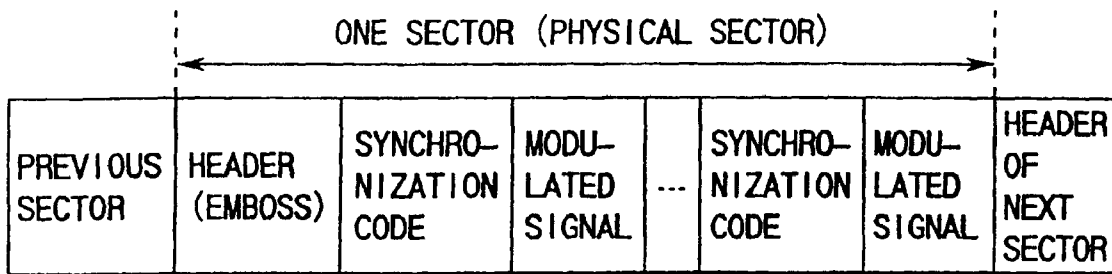 ONE SECTOR (PHYSICAL SECTOR)
PREVIOUS
SECTOR
HEADER
(EMBOSS)
SYNCHRO–
NIZATION
CODE
MODU–
LATED
SIGNAL
...
SYNCHRO–
NIZATION
CODE
MODU–
LATED
SIGNAL
HEADER
OF
NEXT
SECTOR